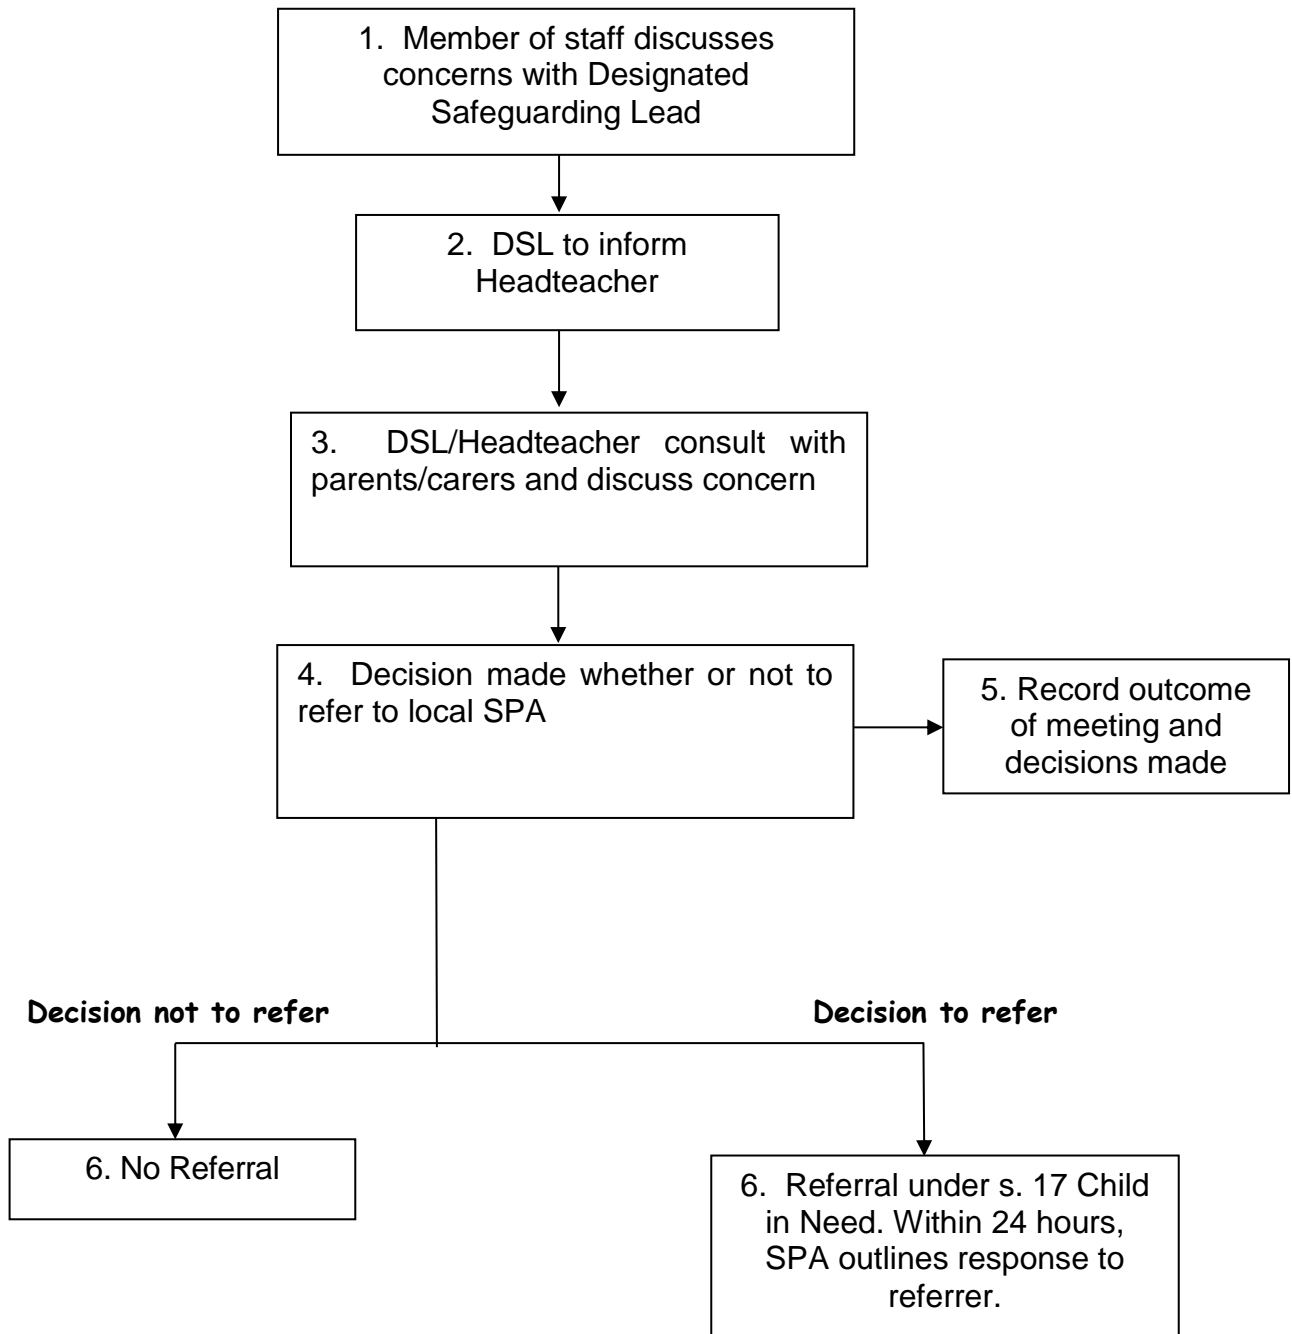 1. Member of staff discusses
concerns with Designated
Safeguarding Lead
2. DSL to inform
Headteacher
3. DSL/Headteacher consult with
parents/carers and discuss concern
4. Decision made whether or not to
refer to local SPA
5. Record outcome
of meeting and
decisions made
Decision not to refer
Decision to refer
6. No Referral
6. Referral under s. 17 Child
in Need. Within 24 hours,
SPA outlines response to
referrer.